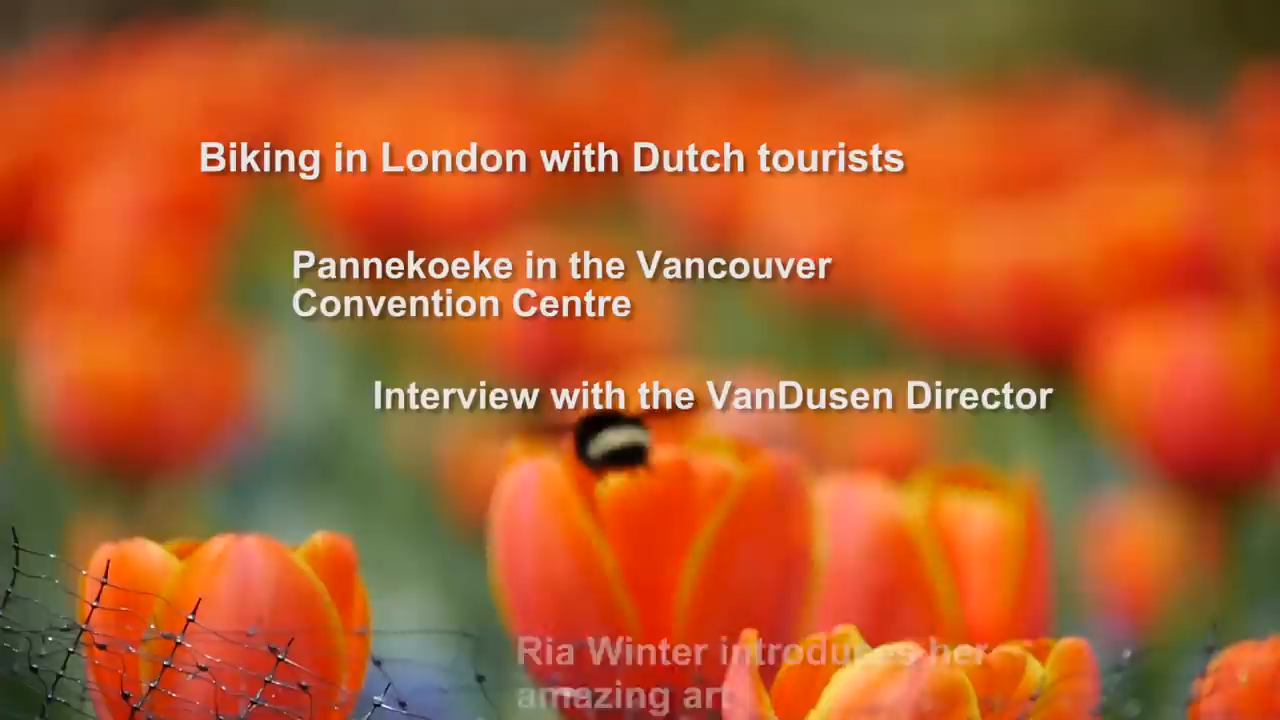 Biking in London with Dutch tourists
Pannekoeke in the Vancouver
Convention Centre
Interview with the VanDusen Director
Ria Winter introduces her
amazing art